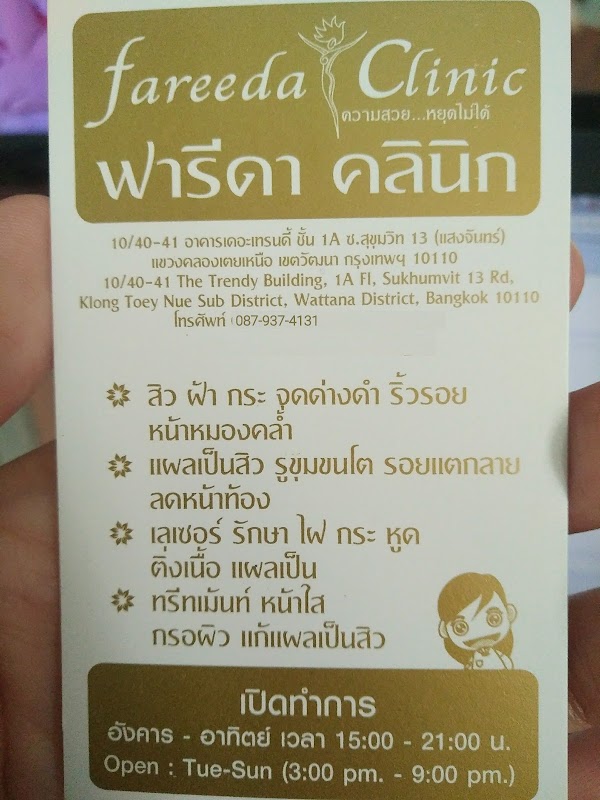 fareeda Clinic
ความสวย...หยุดไม่ได้
ฟารีดา คลินิก
10/40-41 อาคารเดอะเทรนดี้ ชั้น 1A ซ.สุขุมวิท 13 (แสงจันทร์)
แขวงคลองเตยเหนือ เขตวัฒนา กรุงเทพฯ 10110
10/40-41 The Trendy Building, 1A Fl, Sukhumvit 13 Rd,
Klong Toey Nue Sub District, Wattana District, Bangkok 10110
โทรศัพท์ 087-937-4131
สิว ฝ้า กระ จุดด่างดำ ริ้วรอย
หน้าหมองคล้ำ
แผลเป็นสิว รูขุมขนโต รอยแตกลาย
ลดหน้าท้อง
เลเซอร์ รักษา ไฝ กระ หูด
ติ่งเนื้อ แผลเป็น
ทรีทเม้นท์ หน้าใส
กรอผิว แก้แผลเป็นสิว
เปิดทำการ
อังคาร - อาทิตย์ เวลา 15:00 - 21:00 น.
Open : Tue-Sun (3:00 pm. - 9:00 pm.)